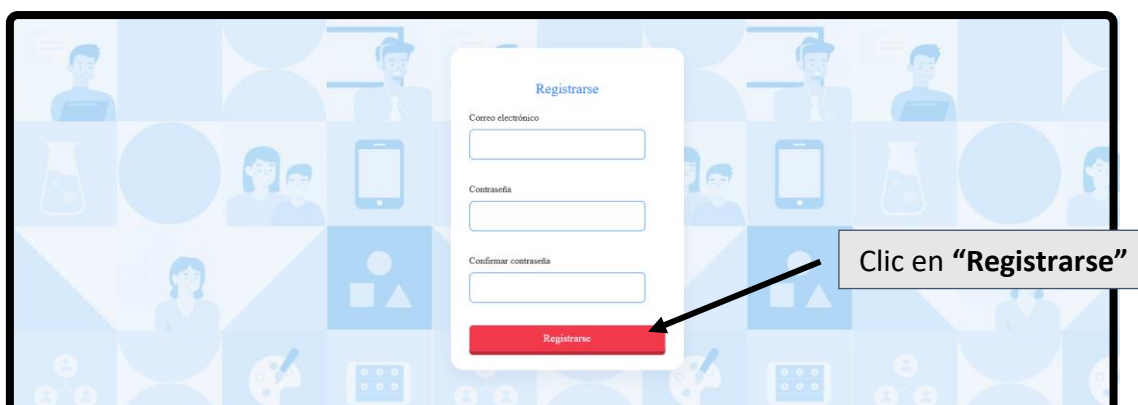 Registrarse
Correo electrónico
Contraseña
Confirmar contraseña
Registrarse
Clic en “Registrarse”